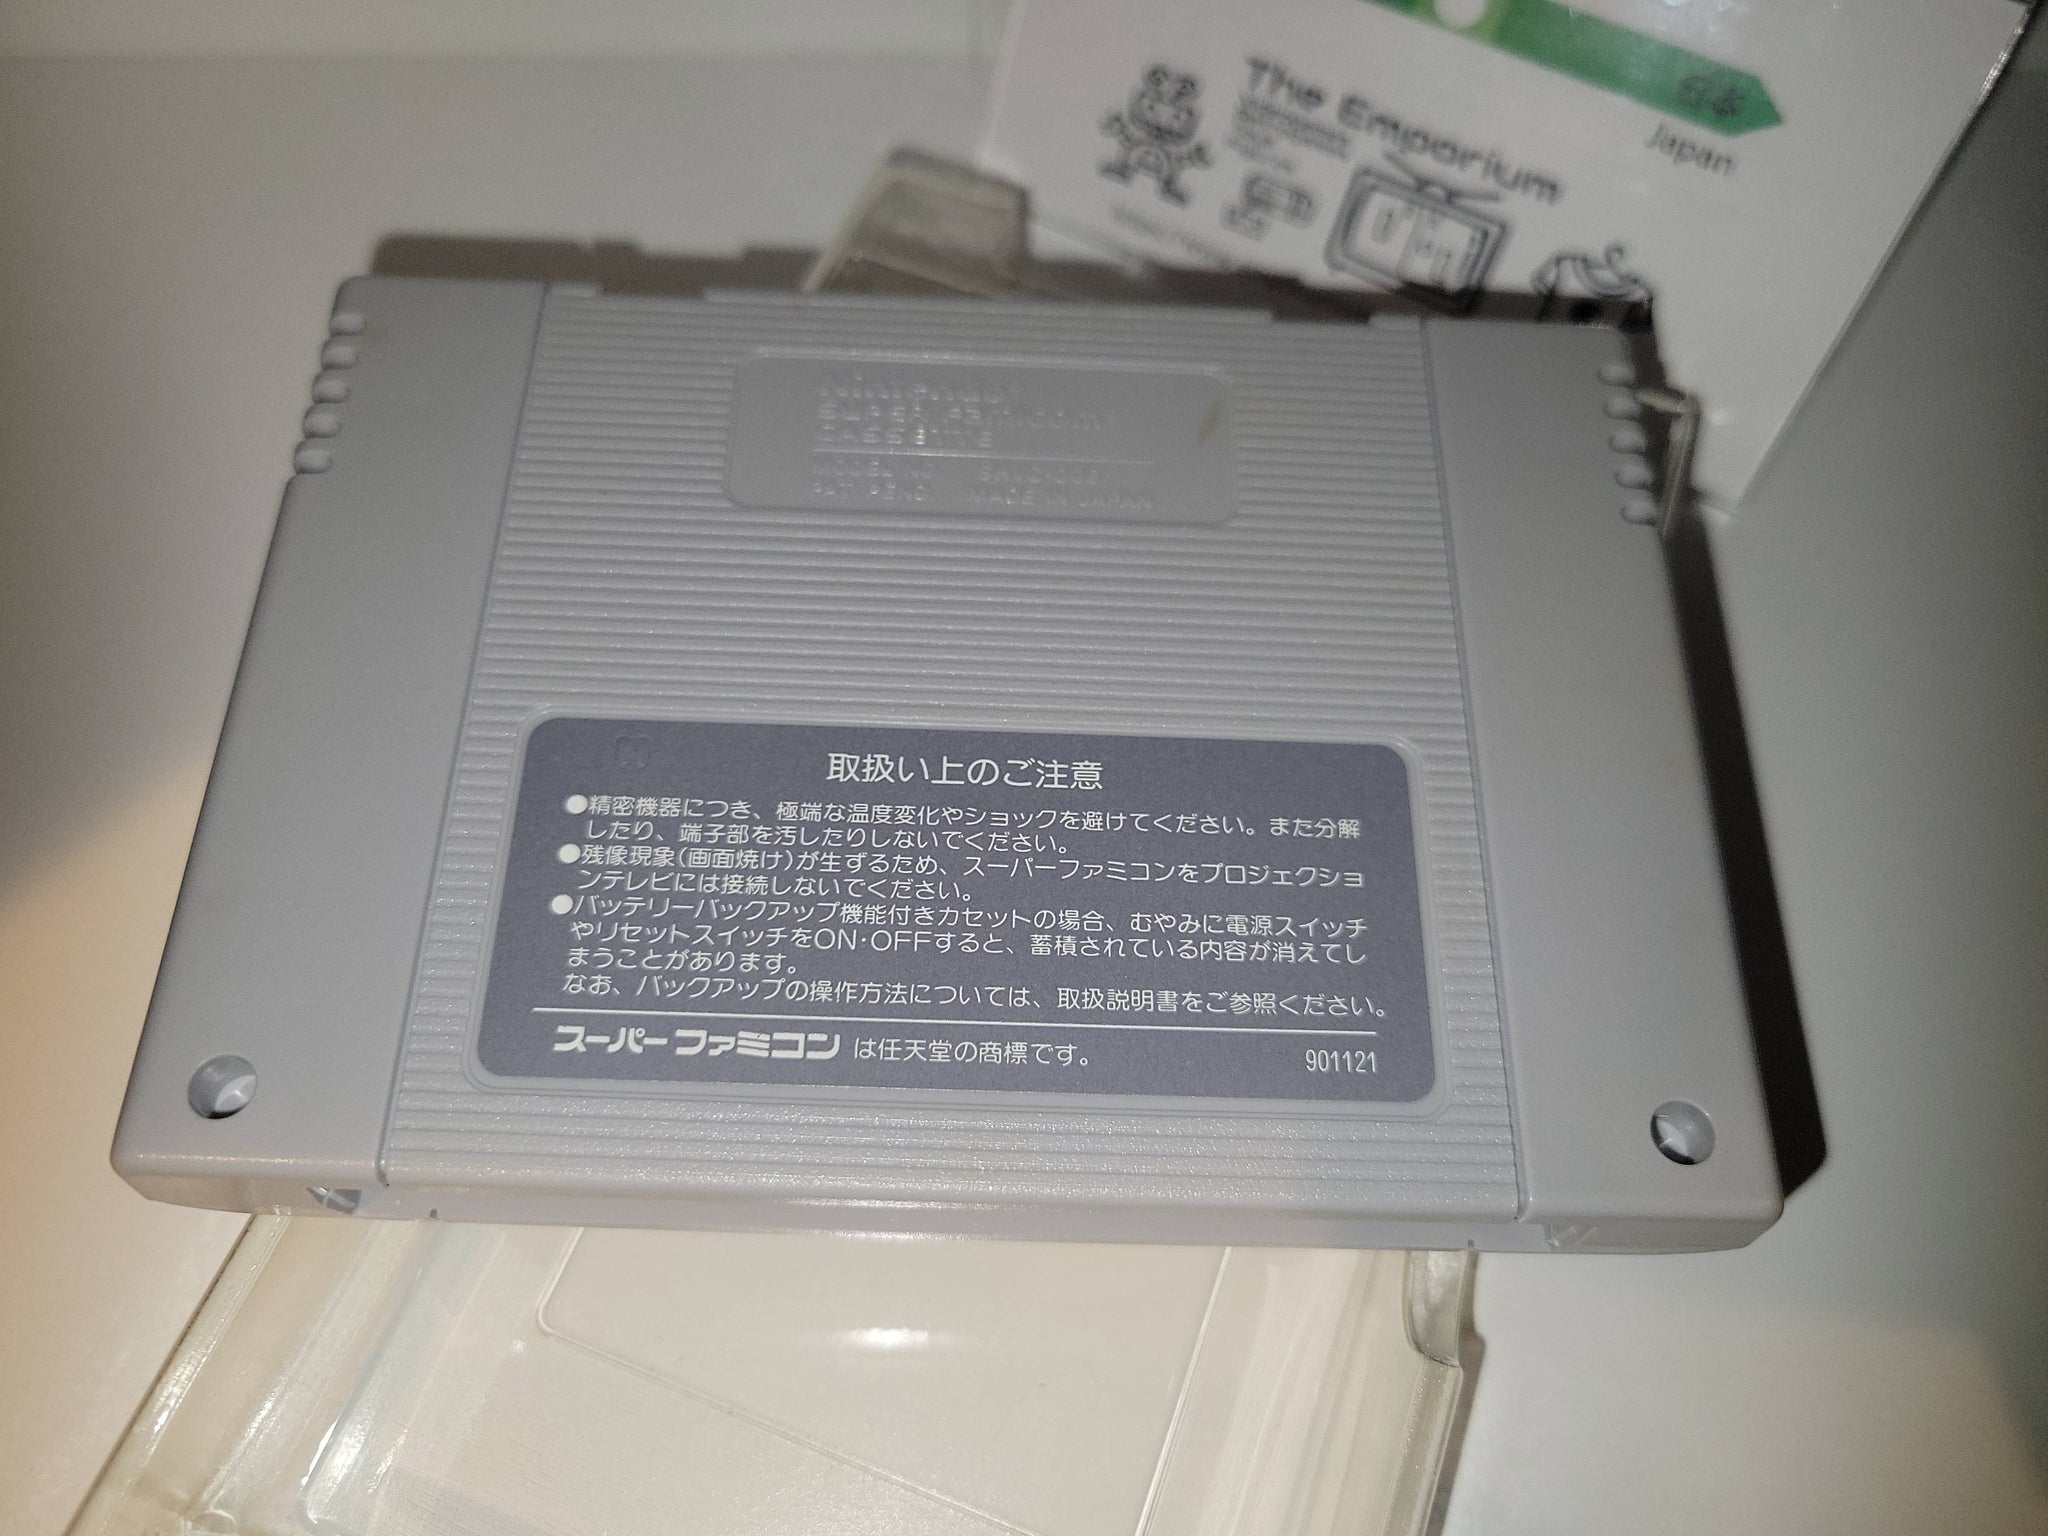 日本
Japan
The Emporium
Nintendo
SUPER Famicom
CASSETTE
MODEL NO. SHVC-006
PAT. PEND. MADE IN JAPAN
取扱い上のご注意
●精密機器につき、極端な温度変化やショックを避けてください。また分解
したり、端子部を汚したりしないでください。
●残像現象(画面焼け)が生ずるため、スーパーファミコンをプロジェクショ
ンテレビには接続しないでください。
●バッテリーバックアップ機能付きカセットの場合、むやみに電源スイッチ
やリセットスイッチをON・OFFすると、蓄積されている内容が消えてし
まうことがあります。
なお、バックアップの操作方法については、取扱説明書をご参照ください。
スーパーファミコン は任天堂の商標です。 901121